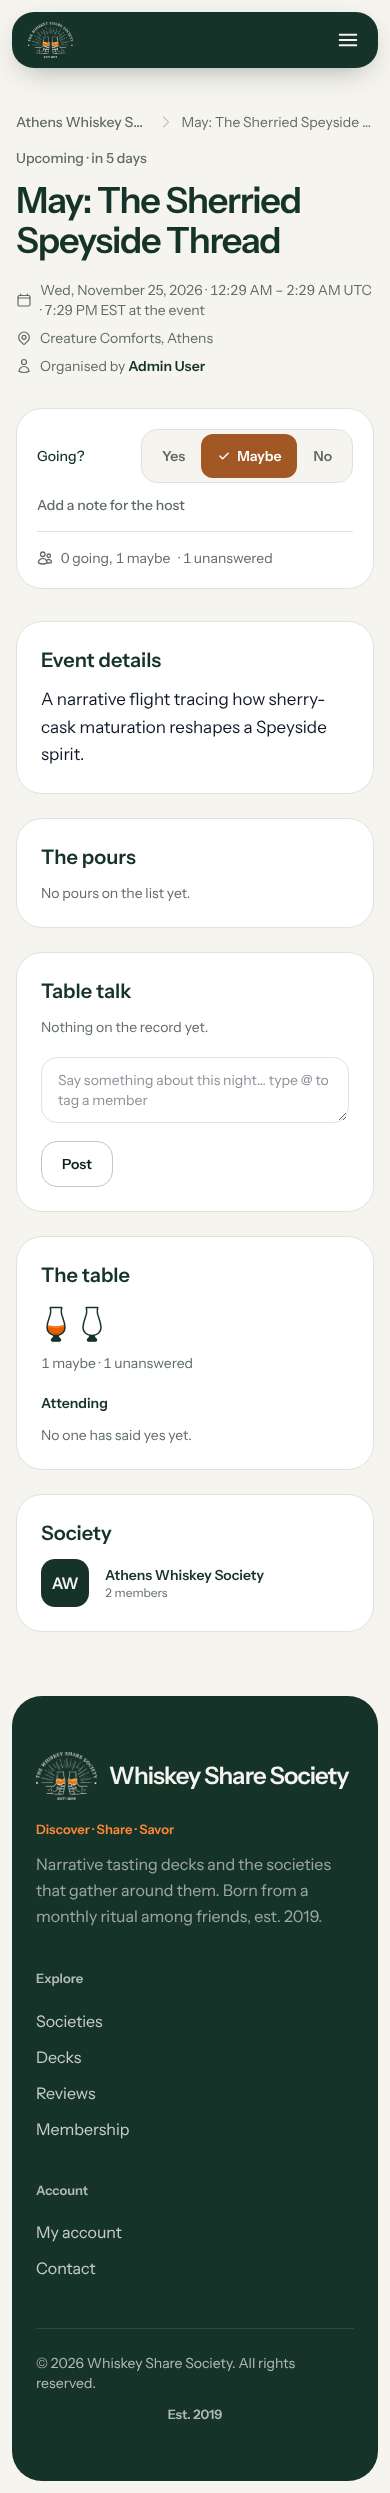 Athens Whiskey S...
May: The Sherried Speyside ...
Upcoming · in 5 days
May: The Sherried
Speyside Thread
Wed, November 25, 2026 · 12:29 AM – 2:29 AM UTC
· 7:29 PM EST at the event
Creature Comforts, Athens
Organised by Admin User
Going?
Yes
Maybe
No
Add a note for the host
0 going, 1 maybe · 1 unanswered
Event details
A narrative flight tracing how sherry-
cask maturation reshapes a Speyside
spirit.
The pours
No pours on the list yet.
Table talk
Nothing on the record yet.
Say something about this night... type @ to
tag a member
Post
The table
1 maybe · 1 unanswered
Attending
No one has said yes yet.
Society
AW
Athens Whiskey Society
2 members
Whiskey Share Society
Discover · Share · Savor
Narrative tasting decks and the societies
that gather around them. Born from a
monthly ritual among friends, est. 2019.
Explore
Societies
Decks
Reviews
Membership
Account
My account
Contact
© 2026 Whiskey Share Society. All rights
reserved.
Est. 2019